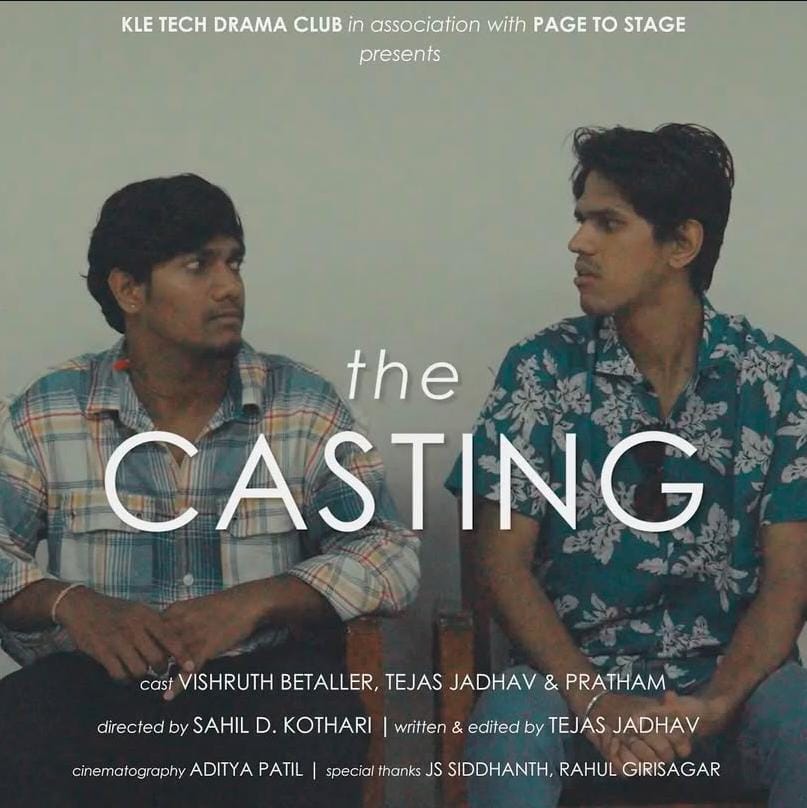 KLE TECH DRAMA CLUB in association with PAGE TO STAGE
presents
the
CASTING
cast VISHRUTH BETALLER, TEJAS JADHAV & PRATHAM
directed by SAHIL D. KOTHARI | written & edited by TEJAS JADHAV
cinematography ADITYA PATIL | special thanks JS SIDDHANTH, RAHUL GIRISAGAR